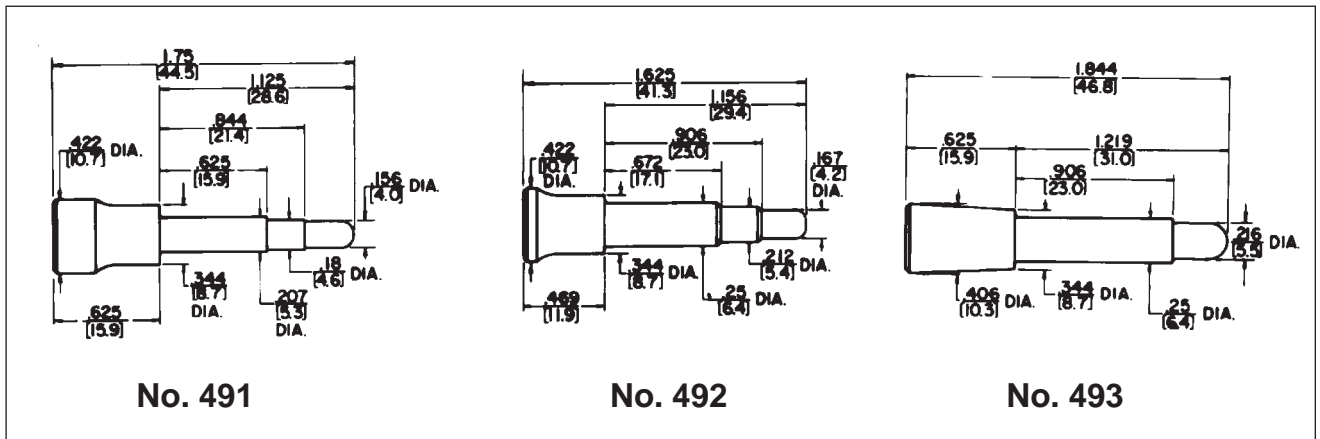 1.75
[44.5]
1.125
[28.6]
.844
[21.4]
.422
[10.7] DIA.
.625
[15.9]
.156
[4.0] DIA.
.344
[8.7]
DIA.
.18
[4.6] DIA.
.207
[5.3]
DIA.
.625
[15.9]
No. 491
1.625
[41.3]
1.156
[29.4]
.906
[23.0]
.422
[10.7]
DIA.
.672
[17.1]
.167
[4.2]
DIA.
.344
[8.7] DIA.
.212
[5.4] DIA.
.469
[11.9]
.25
[6.4] DIA.
No. 492
1.844
[46.8]
.625
[15.9]
1.219
[31.0]
.906
[23.0]
.216
[5.5] DIA.
.406
[10.3] DIA.
.344
[8.7] DIA.
.25
[6.4] DIA.
No. 493